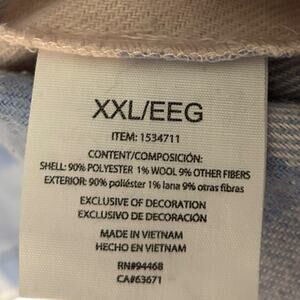 XXL/EEG
ITEM: 1534711
CONTENT/COMPOSICIÓN:
SHELL: 90% POLYESTER 1% WOOL 9% OTHER FIBERS
EXTERIOR: 90% poliéster 1% lana 9% otras fibras
EXCLUSIVE OF DECORATION
EXCLUSIVO DE DECORACIÓN
MADE IN VIETNAM
HECHO EN VIETNAM
RN#94468
CA#63671